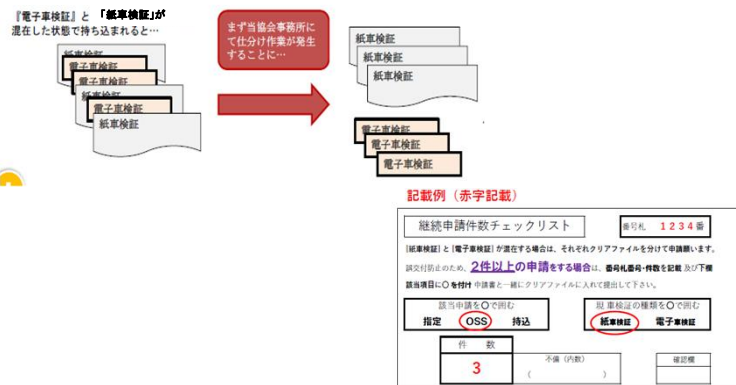 『電子車検証』と「紙車検証」が
混在した状態で持ち込まれると…
紙車検証
電子車検証
電子車検証
紙車検証
電子車検証
紙車検証
まず当協会事務所に
て仕分け作業が発生
することに…
紙車検証
紙車検証
紙車検証
電子車検証
電子車検証
電子車検証
記載例（赤字記載）
継続申請件数チェックリスト
番号札 1234番
[紙車検証]と[電子車検証]が混在する場合は、それぞれクリアファイルを分けて申請願います。
誤交付防止のため、2件以上の申請をする場合は、番号札番号・件数を記載 及び下欄
該当項目に〇を付け 申請書と一緒にクリアファイルに入れて提出して下さい。
該当申請を〇で囲む
指定 OSS 持込
現車検証の種類を〇で囲む
紙車検証 電子車検証
件 数
3
不備（内数）
（ ）
確認欄